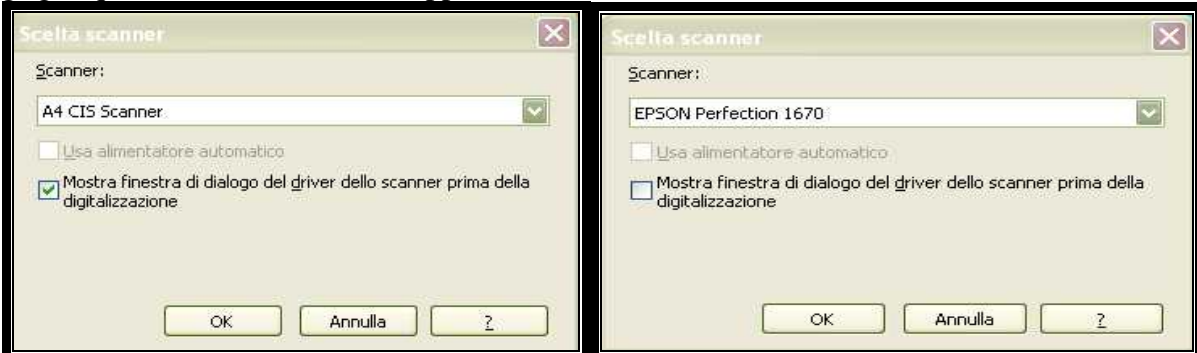 Scelta scanner
Scanner:
A4 CIS Scanner
Usa alimentatore automatico
Mostra finestra di dialogo del driver dello scanner prima della
digitalizzazione
OK Annulla ?
Scelta scanner
Scanner:
EPSON Perfection 1670
Usa alimentatore automatico
Mostra finestra di dialogo del driver dello scanner prima della
digitalizzazione
OK Annulla ?